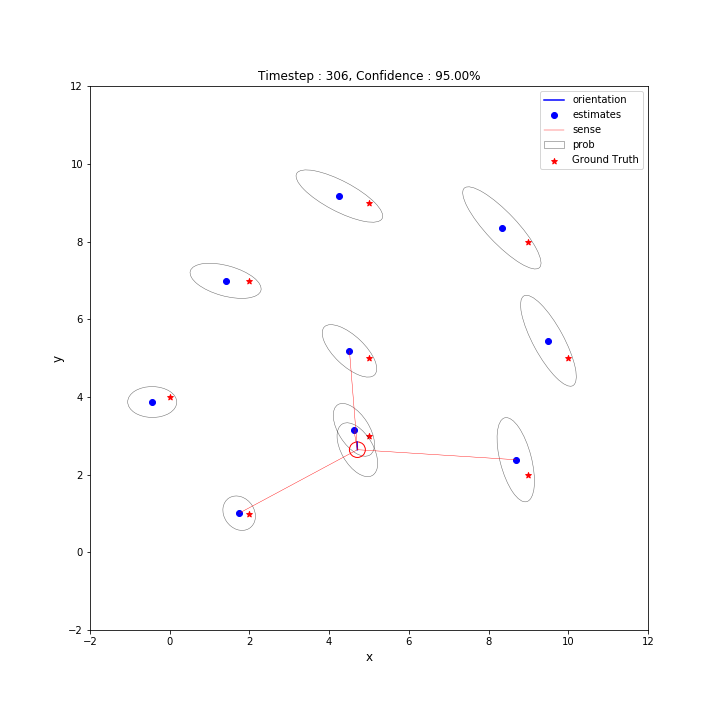 Timestep : 306, Confidence : 95.00%
orientation
estimates
sense
prob
Ground Truth
12
10
8
6
4
2
0
−2
y
−2 0 2 4 6 8 10 12
x